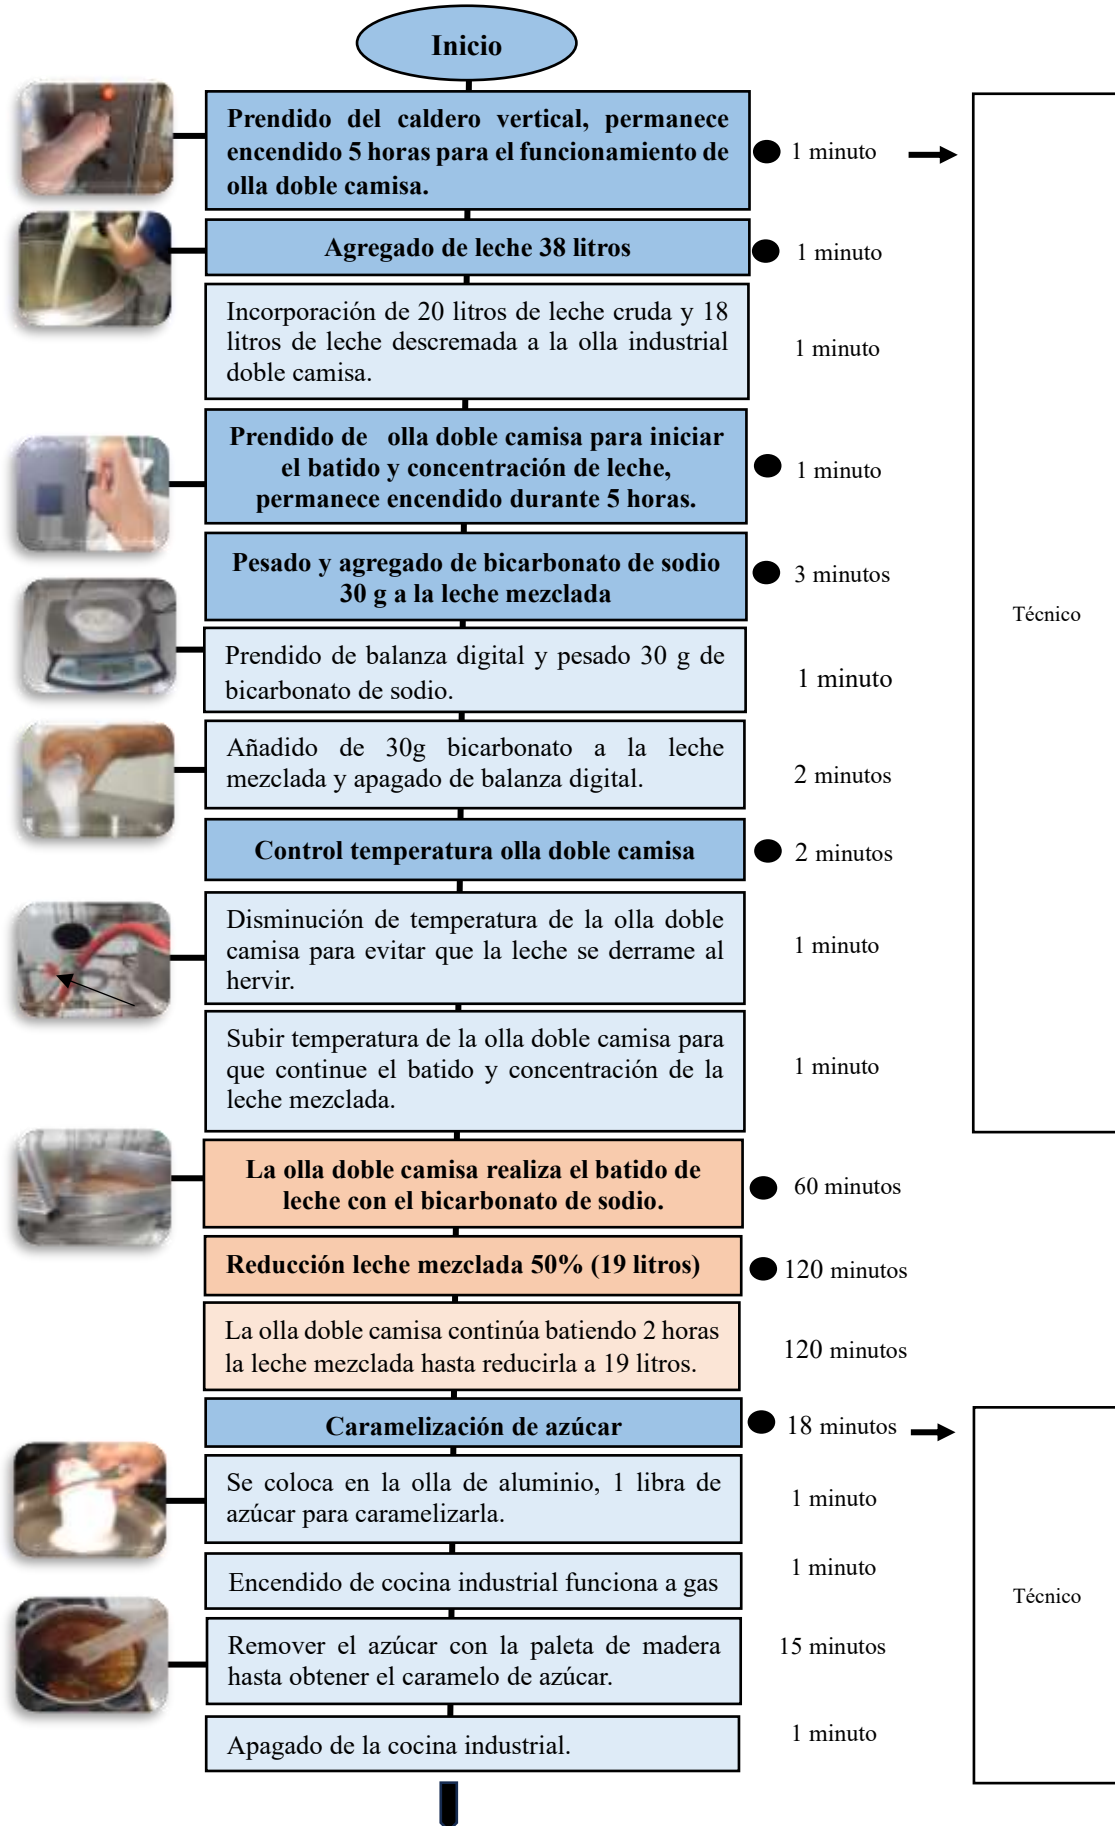 Inicio
Prendido del caldero vertical, permanece
encendido 5 horas para el funcionamiento de
olla doble camisa.
1 minuto
Agregado de leche 38 litros
1 minuto
Incorporación de 20 litros de leche cruda y 18
litros de leche descremada a la olla industrial
doble camisa.
1 minuto
Prendido de olla doble camisa para iniciar
el batido y concentración de leche,
permanece encendido durante 5 horas.
1 minuto
Pesado y agregado de bicarbonato de sodio
30 g a la leche mezclada
3 minutos
Técnico
Prendido de balanza digital y pesado 30 g de
bicarbonato de sodio.
1 minuto
Añadido de 30g bicarbonato a la leche
mezclada y apagado de balanza digital.
2 minutos
Control temperatura olla doble camisa
2 minutos
Disminución de temperatura de la olla doble
camisa para evitar que la leche se derrame al
hervir.
1 minuto
Subir temperatura de la olla doble camisa para
que continue el batido y concentración de la
leche mezclada.
1 minuto
La olla doble camisa realiza el batido de
leche con el bicarbonato de sodio.
60 minutos
Reducción leche mezclada 50% (19 litros)
120 minutos
La olla doble camisa continúa batiendo 2 horas
la leche mezclada hasta reducirla a 19 litros.
120 minutos
Caramelización de azúcar
18 minutos
Se coloca en la olla de aluminio, 1 libra de
azúcar para caramelizarla.
1 minuto
Encendido de cocina industrial funciona a gas
1 minuto
Técnico
Remover el azúcar con la paleta de madera
hasta obtener el caramelo de azúcar.
15 minutos
Apagado de la cocina industrial.
1 minuto